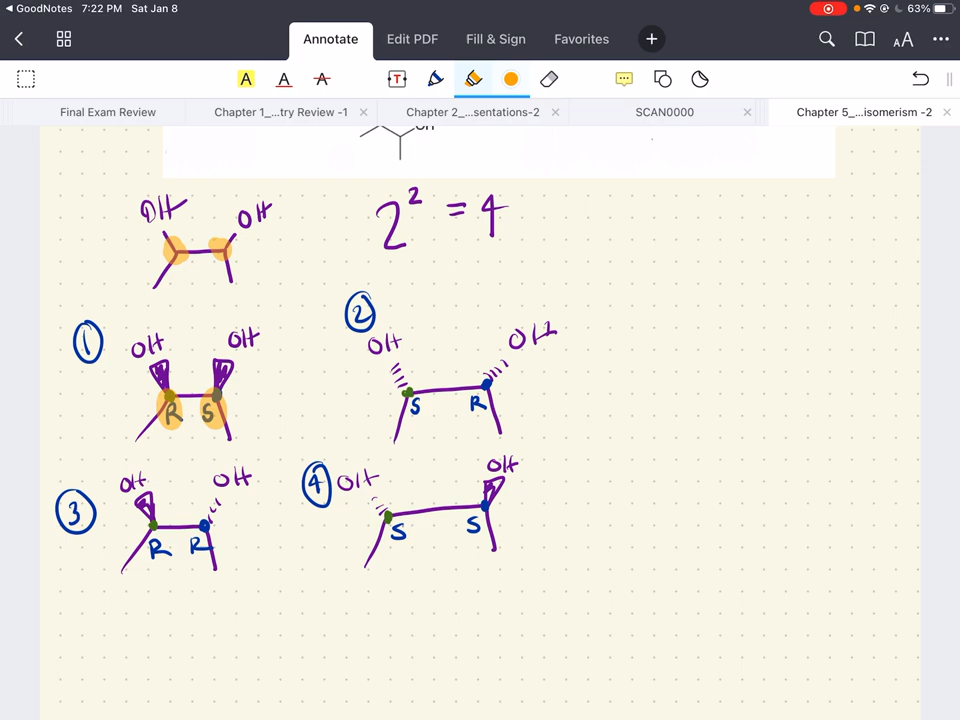 GoodNotes 7:22 PM Sat Jan 8 63%
Annotate Edit PDF Fill & Sign Favorites
AA
A A A T
Final Exam Review Chapter 1_...try Review -1 Chapter 2_...sentations-2 SCAN0000 Chapter 5_...isomerism -2
OH
OH OH
2² = 4
1 OH OH
R S
2 OH OH
S R
3 OH OH
R R
4 OH OH
S S